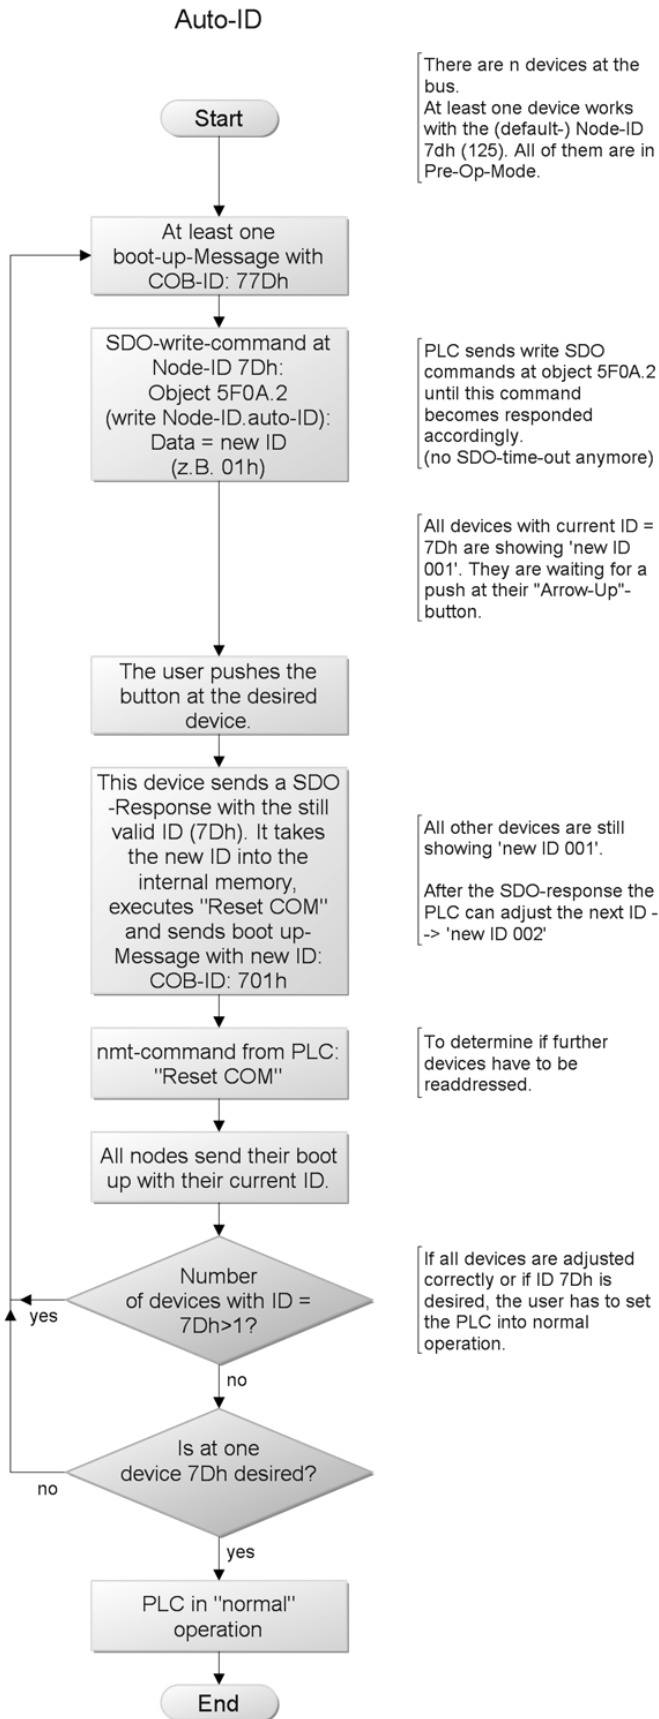 Auto-ID
There are n devices at the
bus.
At least one device works
with the (default-) Node-ID
7dh (125). All of them are in
Pre-Op-Mode.
Start
At least one
boot-up-Message with
COB-ID: 77Dh
SDO-write-command at
Node-ID 7Dh:
Object 5F0A.2
(write Node-ID.auto-ID):
Data = new ID
(z.B. 01h)
PLC sends write SDO
commands at object 5F0A.2
until this command
becomes responded
accordingly.
(no SDO-time-out anymore)
All devices with current ID =
7Dh are showing 'new ID
001'. They are waiting for a
push at their "Arrow-Up"-
button.
The user pushes the
button at the desired
device.
This device sends a SDO
-Response with the still
valid ID (7Dh). It takes
the new ID into the
internal memory,
executes "Reset COM"
and sends boot up-
Message with new ID:
COB-ID: 701h
All other devices are still
showing 'new ID 001'.
After the SDO-response the
PLC can adjust the next ID -
-> 'new ID 002'
nmt-command from PLC:
"Reset COM"
To determine if further
devices have to be
readdressed.
All nodes send their boot
up with their current ID.
Number
of devices with ID =
7Dh>1?
yes
If all devices are adjusted
correctly or if ID 7Dh is
desired, the user has to set
the PLC into normal
operation.
no
Is at one
device 7Dh desired?
no
yes
PLC in "normal"
operation
End